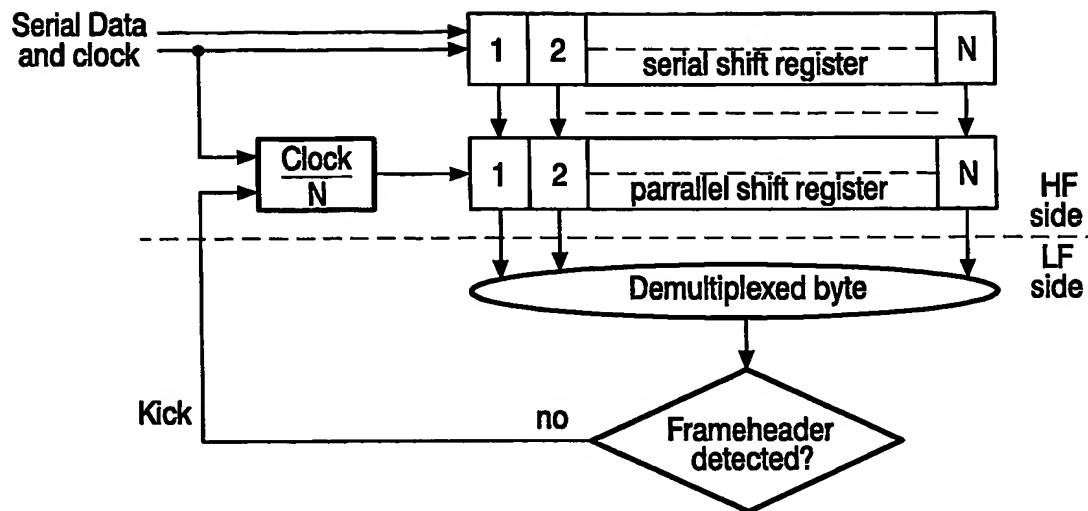 Serial Data
and clock
1
2
serial shift register
N
Clock
N
1
2
parrallel shift register
N
HF
side
LF
side
Demultiplexed byte
Kick
no
Frameheader
detected?